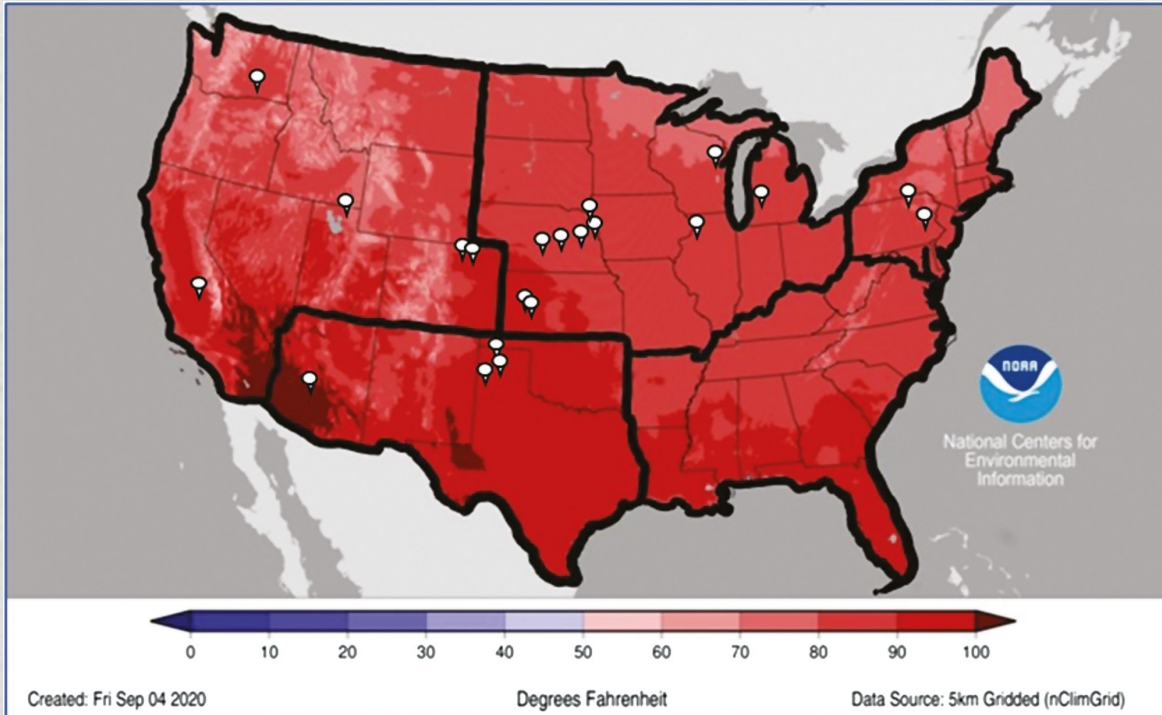 NOAA
National Centers for
Environmental
Information
0 10 20 30 40 50 60 70 80 90 100
Created: Fri Sep 04 2020 Degrees Fahrenheit Data Source: 5km Gridded (nClimGrid)